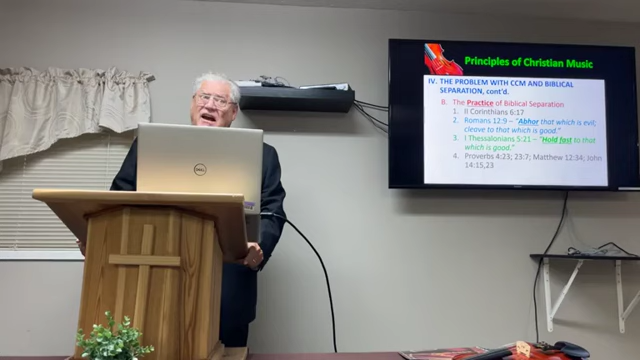 Principles of Christian Music
IV. THE PROBLEM WITH CCM AND BIBLICAL
SEPARATION, cont'd.
B. The Practice of Biblical Separation
1. II Corinthians 6:17
2. Romans 12:9 – "Abhor that which is evil;
cleave to that which is good."
3. I Thessalonians 5:21 – "Hold fast to that
which is good."
4. Proverbs 4:23; 23:7; Matthew 12:34; John
14:15,23
DELL